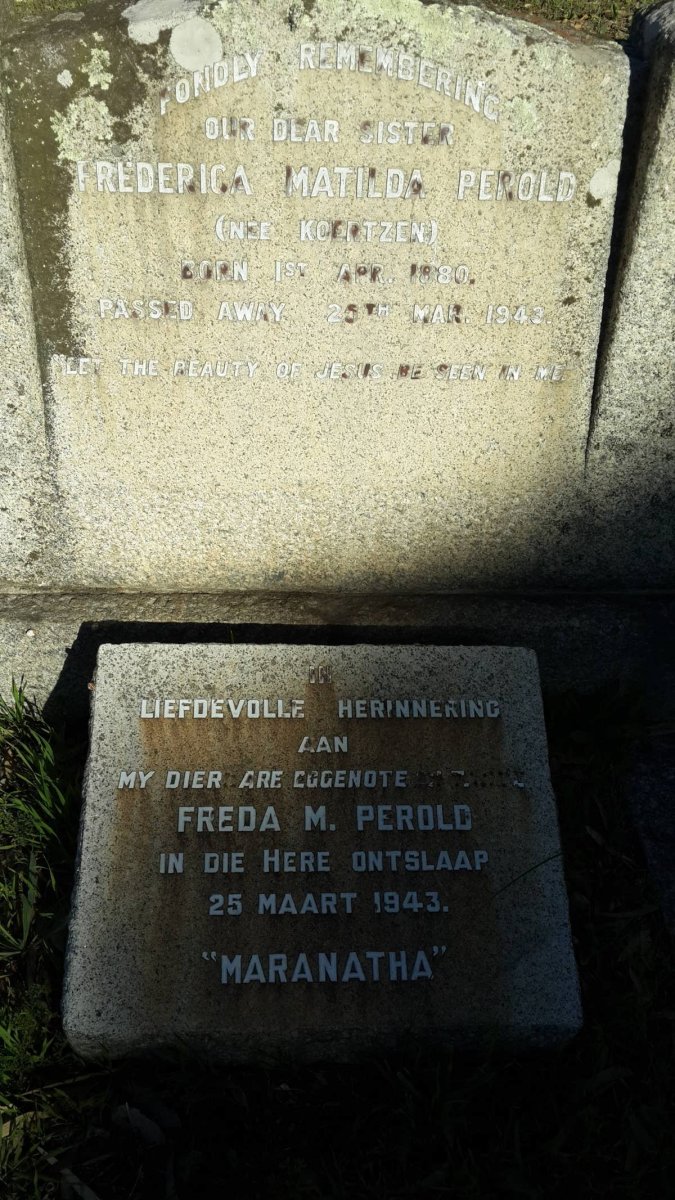 FONDLY REMEMBERING
OUR DEAR SISTER
FREDERICA MATILDA PEROLD
(NEE KOERTZEN)
BORN 1ST APR. 1880.
PASSED AWAY 25TH MAR. 1943.
"LET THE BEAUTY OF JESUS BE SEEN IN ME"
IN
LIEFDEVOLLE HERINNERING
AAN
MY DIERBARE EGGENOTE
FREDA M. PEROLD
IN DIE HERE ONTSLAAP
25 MAART 1943.
"MARANATHA"